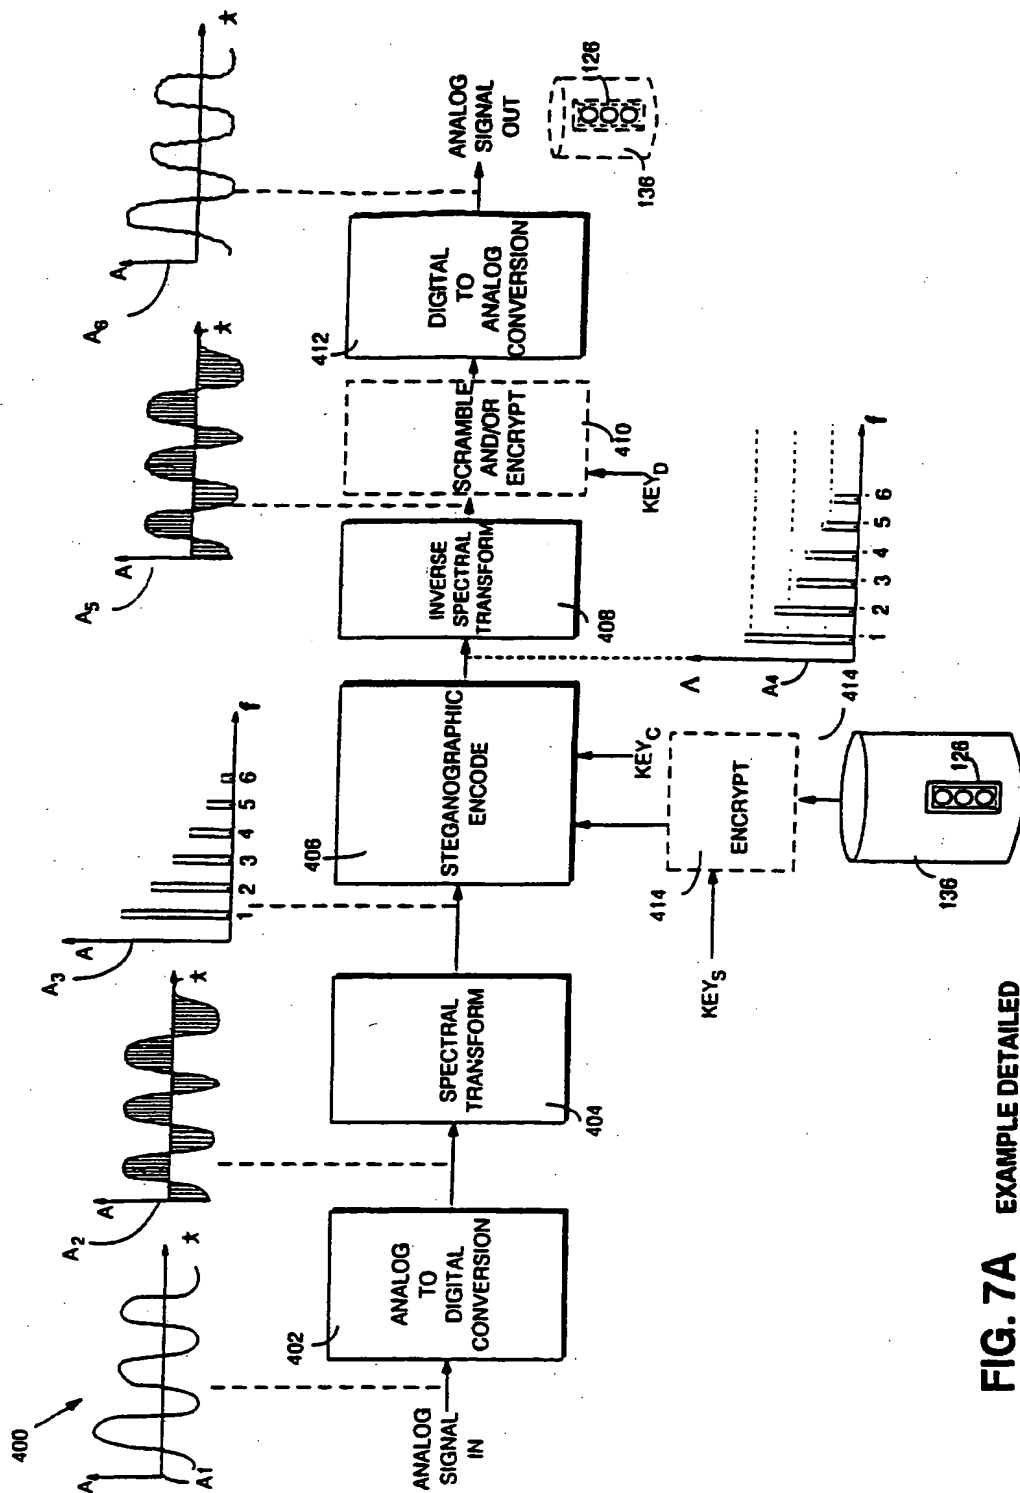 400
A
A1
t
A2
A
t
A3
A
1 2 3 4 5 6
f
A5
A
t
A6
A
t
ANALOG
SIGNAL
IN
402
ANALOG
TO
DIGITAL
CONVERSION
SPECTRAL
TRANSFORM
404
406
STEGANOGRAPHIC
ENCODE
INVERSE
SPECTRAL
TRANSFORM
408
SCRAMBLE
AND/OR
ENCRYPT
410
KEYD
412
DIGITAL
TO
ANALOG
CONVERSION
ANALOG
SIGNAL
OUT
126
136
KEYS
414
ENCRYPT
KEYC
414
136
126
A
A4
1 2 3 4 5 6
f
FIG. 7A EXAMPLE DETAILED